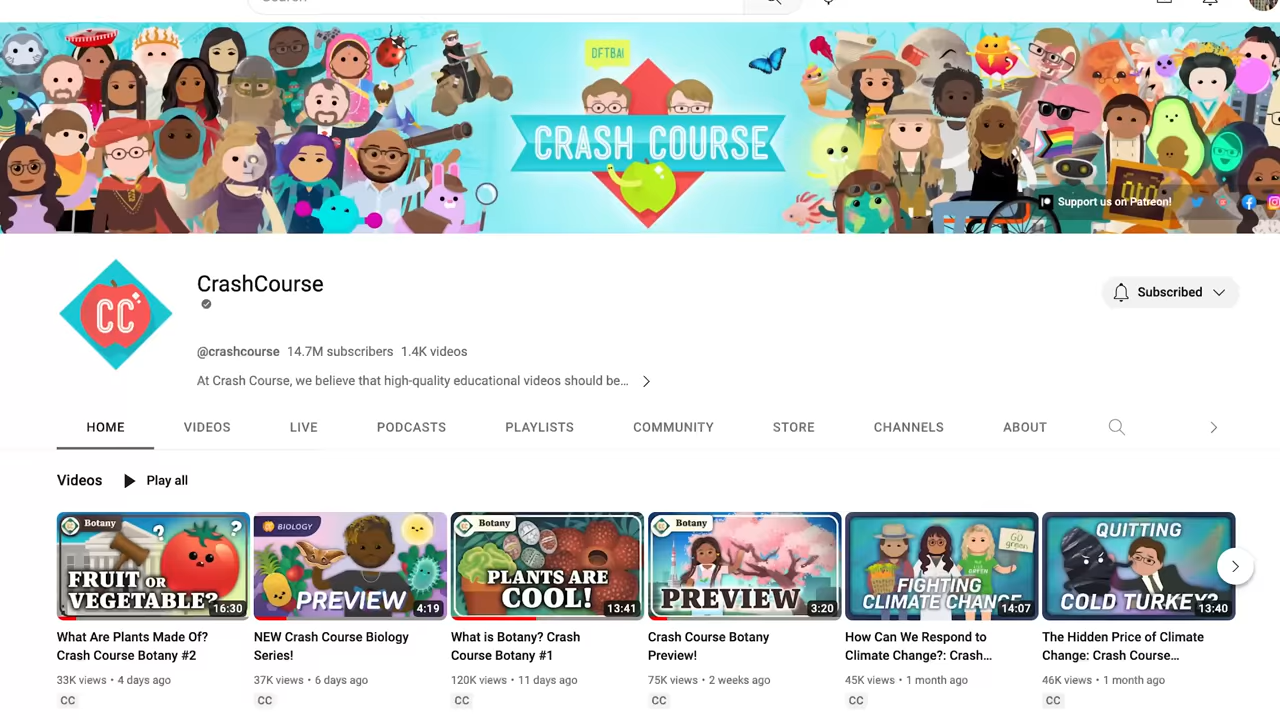 DFTBA!
CRASH COURSE
Support us on Patreon!
CC
CrashCourse
Subscribed
@crashcourse 14.7M subscribers 1.4K videos
At Crash Course, we believe that high-quality educational videos should be...
HOME VIDEOS LIVE PODCASTS PLAYLISTS COMMUNITY STORE CHANNELS ABOUT
Videos Play all
Botany
?
?
FRUIT OR
VEGETABLE?
16:30
BIOLOGY
PREVIEW
4:19
Botany
PLANTS ARE
COOL!
13:41
Botany
PREVIEW
3:20
GO
green
GREEN
FIGHTING
CLIMATE CHANGE
14:07
QUITTING
COLD TURKEY?
13:40
What Are Plants Made Of?
Crash Course Botany #2
33K views • 4 days ago
CC
NEW Crash Course Biology
Series!
37K views • 6 days ago
CC
What is Botany? Crash
Course Botany #1
120K views • 11 days ago
CC
Crash Course Botany
Preview!
75K views • 2 weeks ago
CC
How Can We Respond to
Climate Change?: Crash...
45K views • 1 month ago
CC
The Hidden Price of Climate
Change: Crash Course...
46K views • 1 month ago
CC